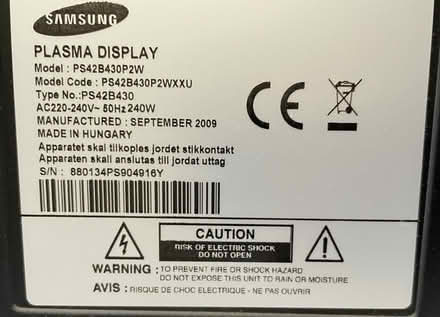 SAMSUNG
PLASMA DISPLAY
Model : PS42B430P2W
Model Code : PS42B430P2WXXU
Type No.:PS42B430
AC220-240V~ 50Hz 240W
MANUFACTURED : SEPTEMBER 2009
MADE IN HUNGARY
Apparatet skal tilkoples jordet stikkontakt
Apparaten skall anslutas till jordat uttag
S/N : 880134PS904916Y
CE
CAUTION
RISK OF ELECTRIC SHOCK
DO NOT OPEN
WARNING : TO PREVENT FIRE OR SHOCK HAZARD
DO NOT EXPOSE THIS UNIT TO RAIN OR MOISTURE
AVIS : RISQUE DE CHOC ELECTRIQUE - NE PAS OUVRIR